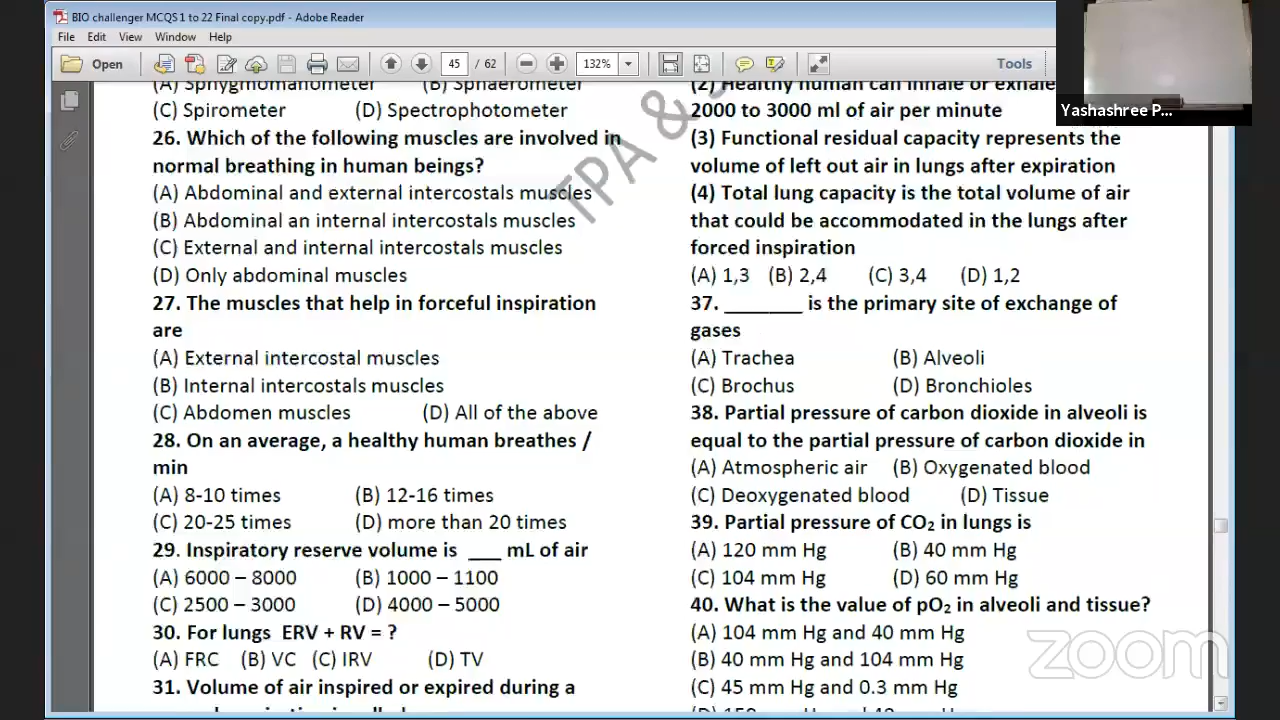 BIO challenger MCQS 1 to 22 Final copy.pdf - Adobe Reader
File Edit View Window Help
Open 45 / 62 132% Tools
Yashashree P...
(A) Sphygmomanometer (B) Sphaerometer
(C) Spirometer (D) Spectrophotometer
26. Which of the following muscles are involved in
normal breathing in human beings?
(A) Abdominal and external intercostals muscles
(B) Abdominal an internal intercostals muscles
(C) External and internal intercostals muscles
(D) Only abdominal muscles
27. The muscles that help in forceful inspiration
are
(A) External intercostal muscles
(B) Internal intercostals muscles
(C) Abdomen muscles (D) All of the above
28. On an average, a healthy human breathes /
min
(A) 8-10 times (B) 12-16 times
(C) 20-25 times (D) more than 20 times
29. Inspiratory reserve volume is ___ mL of air
(A) 6000 – 8000 (B) 1000 – 1100
(C) 2500 – 3000 (D) 4000 – 5000
30. For lungs ERV + RV = ?
(A) FRC (B) VC (C) IRV (D) TV
31. Volume of air inspired or expired during a
(2) Healthy human can inhale or exhale
2000 to 3000 ml of air per minute
(3) Functional residual capacity represents the
volume of left out air in lungs after expiration
(4) Total lung capacity is the total volume of air
that could be accommodated in the lungs after
forced inspiration
(A) 1,3 (B) 2,4 (C) 3,4 (D) 1,2
37. _______ is the primary site of exchange of
gases
(A) Trachea (B) Alveoli
(C) Brochus (D) Bronchioles
38. Partial pressure of carbon dioxide in alveoli is
equal to the partial pressure of carbon dioxide in
(A) Atmospheric air (B) Oxygenated blood
(C) Deoxygenated blood (D) Tissue
39. Partial pressure of CO₂ in lungs is
(A) 120 mm Hg (B) 40 mm Hg
(C) 104 mm Hg (D) 60 mm Hg
40. What is the value of pO₂ in alveoli and tissue?
(A) 104 mm Hg and 40 mm Hg
(B) 40 mm Hg and 104 mm Hg
(C) 45 mm Hg and 0.3 mm Hg
TPA &
zoom